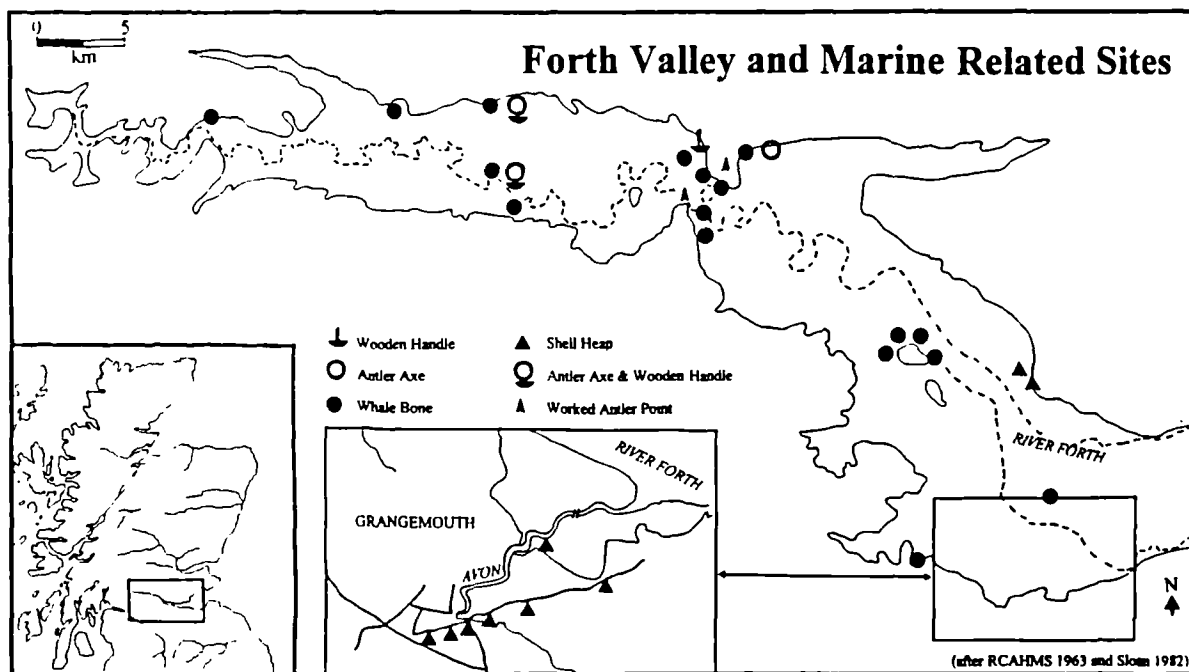 0 5
km
Forth Valley and Marine Related Sites
Wooden Handle
Shell Heap
Antler Axe
Antler Axe & Wooden Handle
Whale Bone
Worked Antler Point
RIVER FORTH
GRANGEMOUTH
AVON
RIVER FORTH
N
(after RCAHMS 1963 and Sloan 1982)